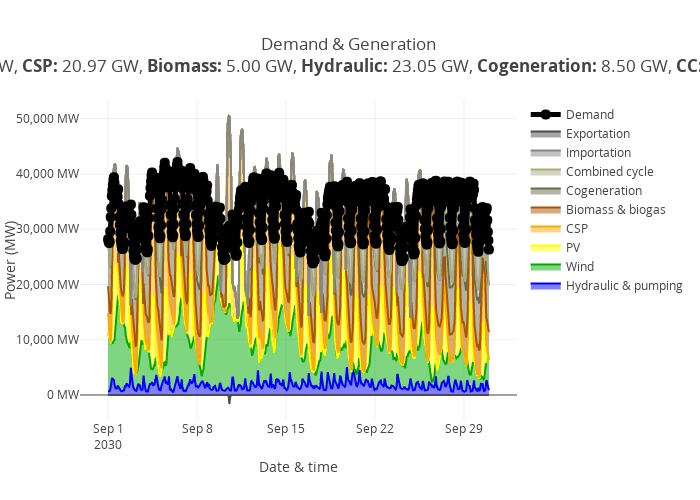 Demand & Generation
W, CSP: 20.97 GW, Biomass: 5.00 GW, Hydraulic: 23.05 GW, Cogeneration: 8.50 GW, CC:
50,000 MW
40,000 MW
30,000 MW
20,000 MW
10,000 MW
0 MW
Power (MW)
Sep 1
2030
Sep 8
Sep 15
Sep 22
Sep 29
Date & time
Demand
Exportation
Importation
Combined cycle
Cogeneration
Biomass & biogas
CSP
PV
Wind
Hydraulic & pumping